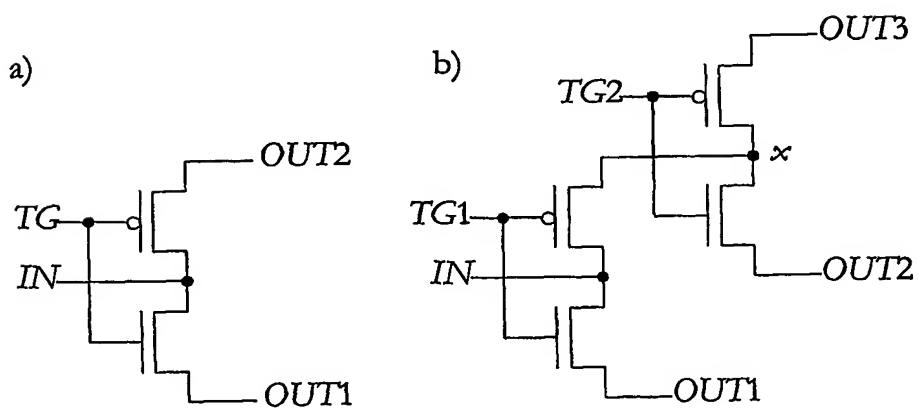 a)
OUT2
TG
IN
OUT1
b)
OUT3
TG2
x
TG1
IN
OUT2
OUT1